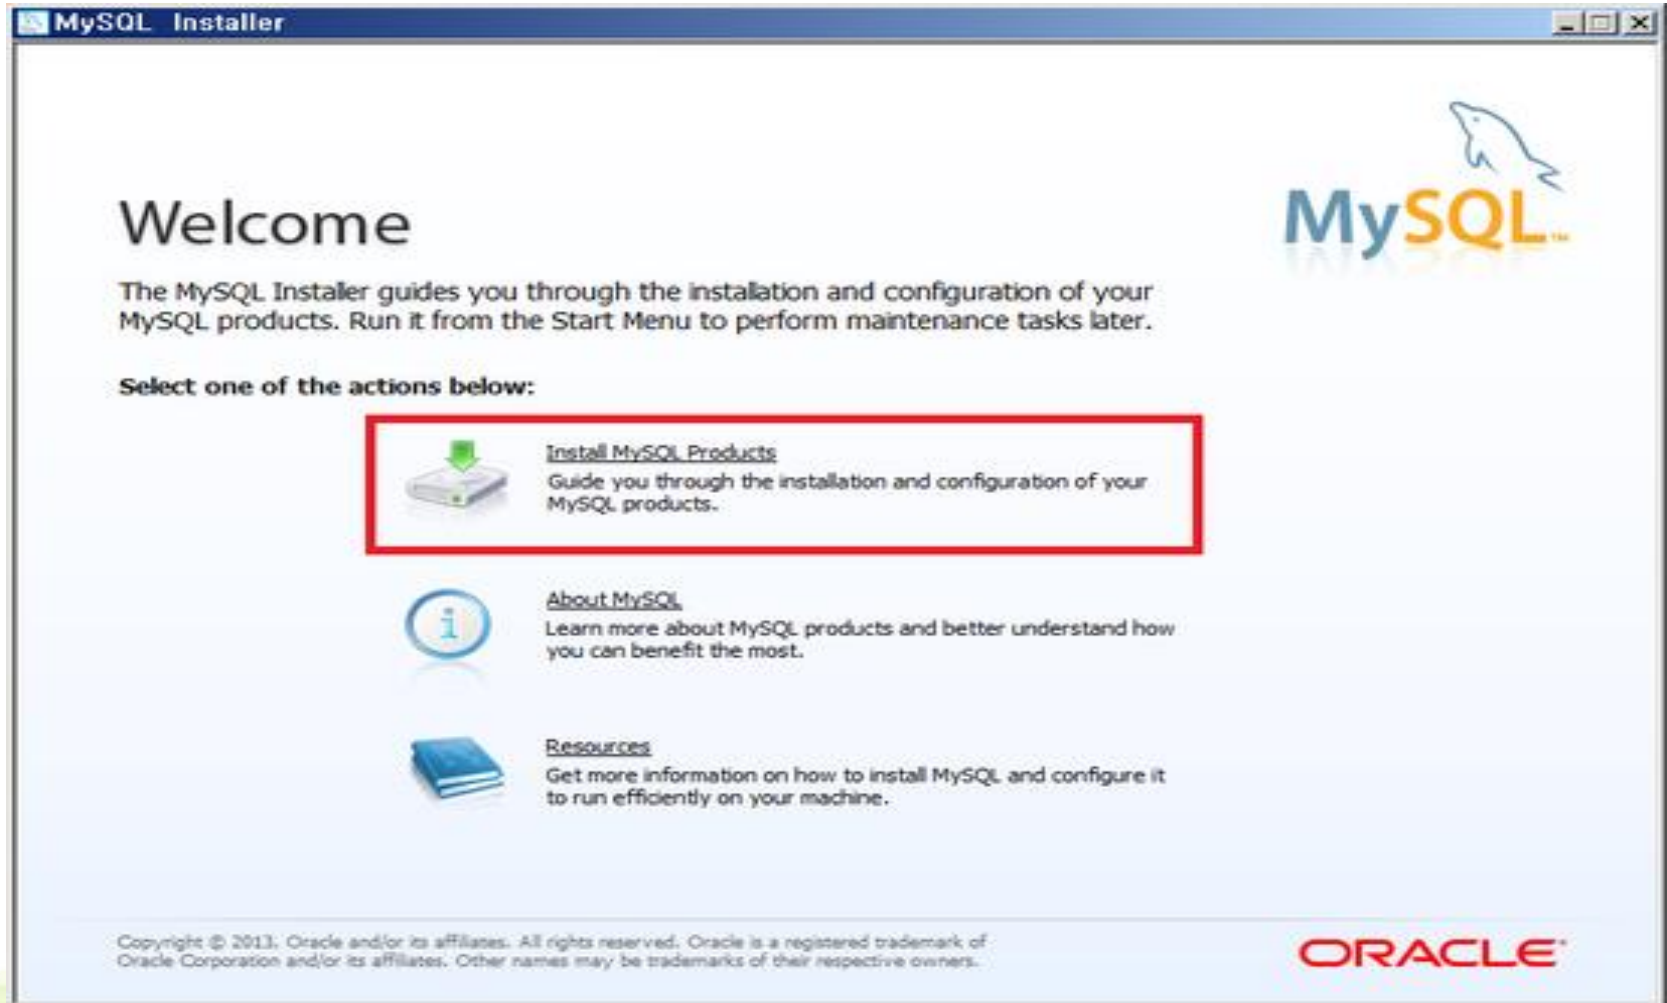 MySQL Installer
MySQL™
Welcome
The MySQL Installer guides you through the installation and configuration of your
MySQL products. Run it from the Start Menu to perform maintenance tasks later.
Select one of the actions below:
Install MySQL Products
Guide you through the installation and configuration of your
MySQL products.
About MySQL
Learn more about MySQL products and better understand how
you can benefit the most.
Resources
Get more information on how to install MySQL and configure it
to run efficiently on your machine.
Copyright © 2013, Oracle and/or its affiliates. All rights reserved. Oracle is a registered trademark of
Oracle Corporation and/or its affiliates. Other names may be trademarks of their respective owners.
ORACLE